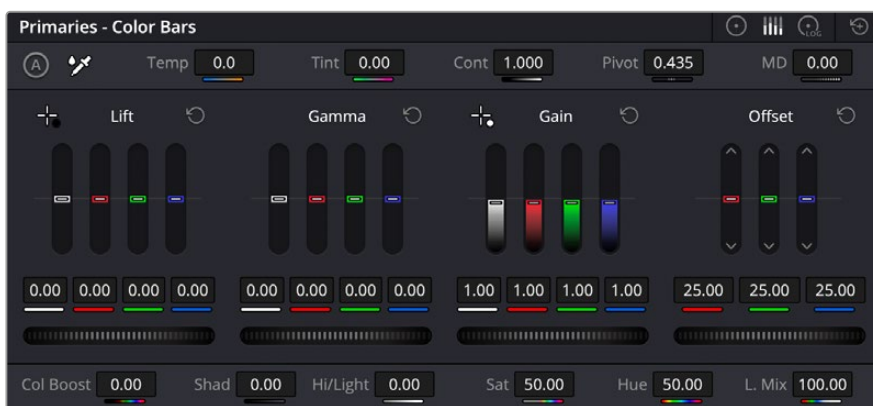 Primaries - Color Bars
LOG
A Temp 0.0 Tint 0.00 Cont 1.000 Pivot 0.435 MD 0.00
Lift Gamma Gain Offset
0.00 0.00 0.00 0.00 0.00 0.00 0.00 0.00 1.00 1.00 1.00 1.00 25.00 25.00 25.00
Col Boost 0.00 Shad 0.00 Hi/Light 0.00 Sat 50.00 Hue 50.00 L. Mix 100.00